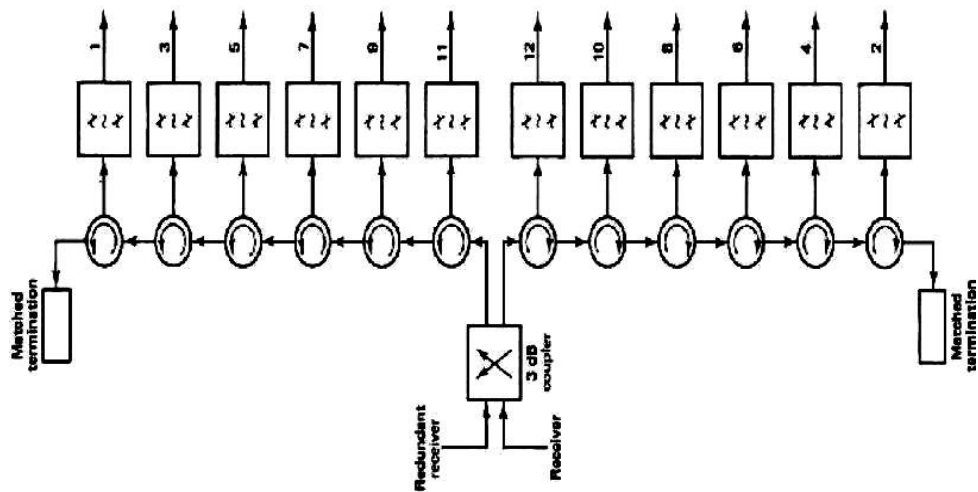 1
3
5
7
9
11
12
10
8
6
4
2
Matched
termination
3 dB
coupler
Redundant
receiver
Receiver
Matched
termination